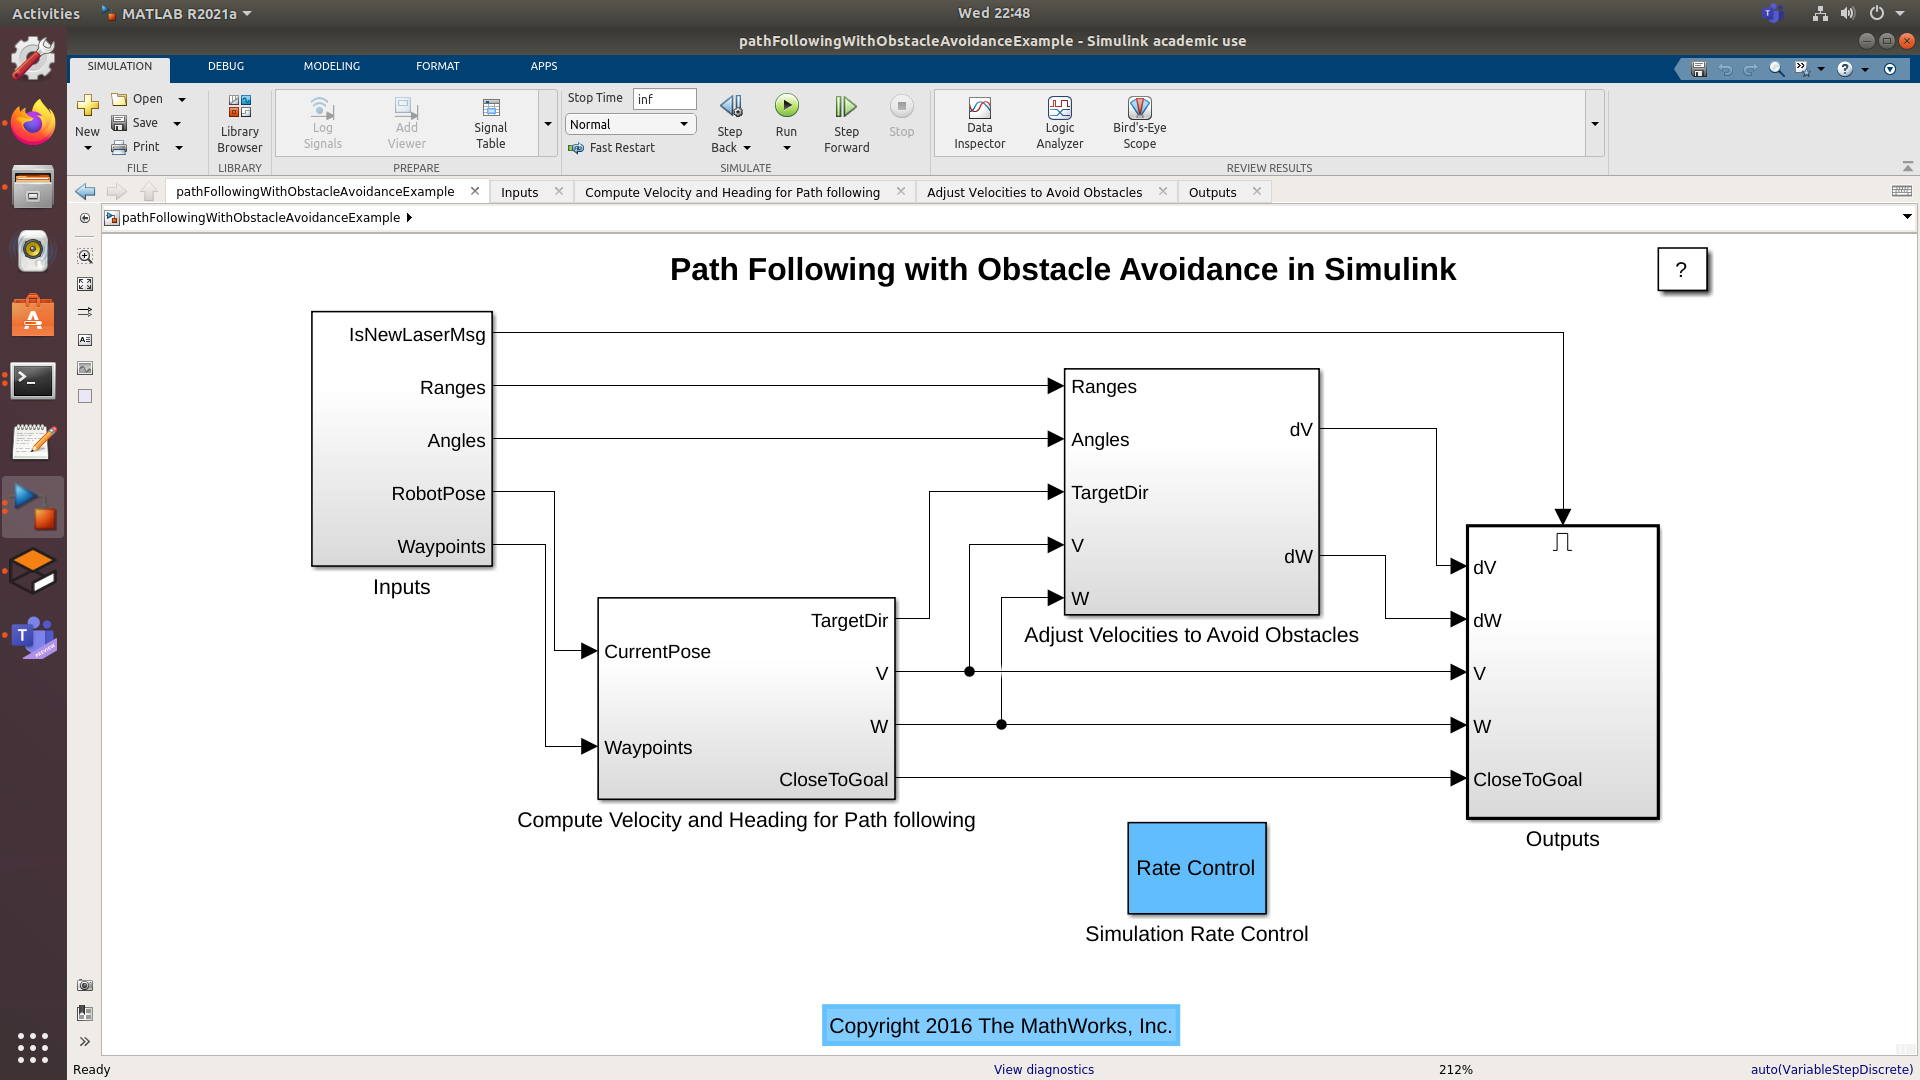 Activities MATLAB R2021a Wed 22:48
pathFollowingWithObstacleAvoidanceExample - Simulink academic use
SIMULATION DEBUG MODELING FORMAT APPS
New
Open
Save
Print
FILE
Library
Browser
LIBRARY
Log
Signals
Add
Viewer
Signal
Table
PREPARE
Stop Time inf
Normal
Fast Restart
Step
Back
Run
Step
Forward
Stop
SIMULATE
Data
Inspector
Logic
Analyzer
Bird's-Eye
Scope
REVIEW RESULTS
pathFollowingWithObstacleAvoidanceExample Inputs Compute Velocity and Heading for Path following Adjust Velocities to Avoid Obstacles Outputs
pathFollowingWithObstacleAvoidanceExample
Path Following with Obstacle Avoidance in Simulink
?
IsNewLaserMsg
Ranges
Angles
RobotPose
Waypoints
Inputs
Ranges
Angles
TargetDir
V
W
dV
dW
Adjust Velocities to Avoid Obstacles
CurrentPose
Waypoints
TargetDir
V
W
CloseToGoal
Compute Velocity and Heading for Path following
dV
dW
V
W
CloseToGoal
Outputs
Rate Control
Simulation Rate Control
Copyright 2016 The MathWorks, Inc.
Ready View diagnostics 212% auto(VariableStepDiscrete)